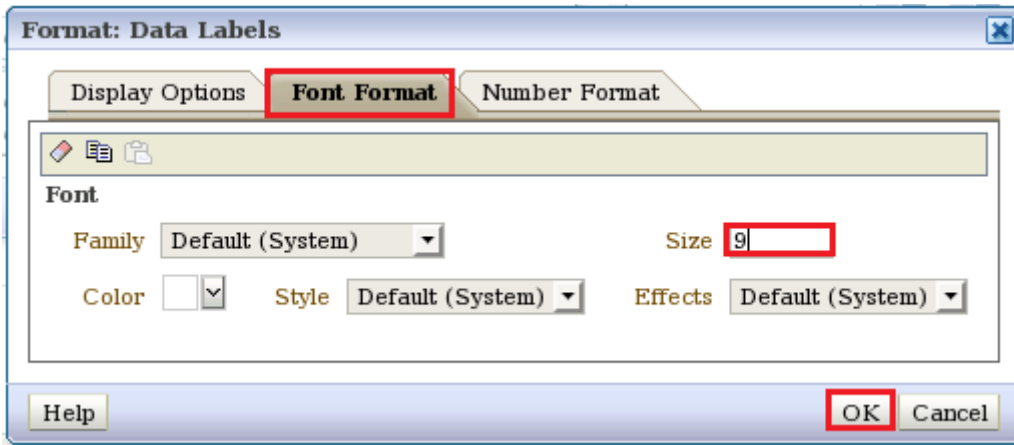 Format: Data Labels
Display Options Font Format Number Format
Font
Family Default (System) Size 9
Color Style Default (System) Effects Default (System)
Help OK Cancel